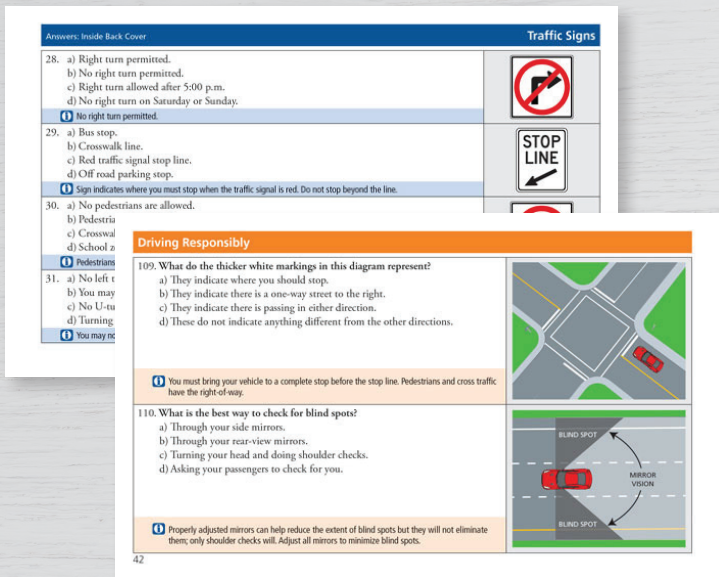 Answers: Inside Back Cover
Traffic Signs
28. a) Right turn permitted.
b) No right turn permitted.
c) Right turn allowed after 5:00 p.m.
d) No right turn on Saturday or Sunday.
No right turn permitted.
29. a) Bus stop.
b) Crosswalk line.
c) Red traffic signal stop line.
d) Off road parking stop.
Sign indicates where you must stop when the traffic signal is red. Do not stop beyond the line.
STOP
LINE
30. a) No pedestrians are allowed.
b) Pedestria
c) Crosswal
d) School z
Pedestrians
31. a) No left t
b) You may
c) No U-tu
d) Turning
You may no
Driving Responsibly
109. What do the thicker white markings in this diagram represent?
a) They indicate where you should stop.
b) They indicate there is a one-way street to the right.
c) They indicate there is passing in either direction.
d) These do not indicate anything different from the other directions.
You must bring your vehicle to a complete stop before the stop line. Pedestrians and cross traffic
have the right-of-way.
110. What is the best way to check for blind spots?
a) Through your side mirrors.
b) Through your rear-view mirrors.
c) Turning your head and doing shoulder checks.
d) Asking your passengers to check for you.
Properly adjusted mirrors can help reduce the extent of blind spots but they will not eliminate
them; only shoulder checks will. Adjust all mirrors to minimize blind spots.
BLIND SPOT
MIRROR
VISION
BLIND SPOT
42